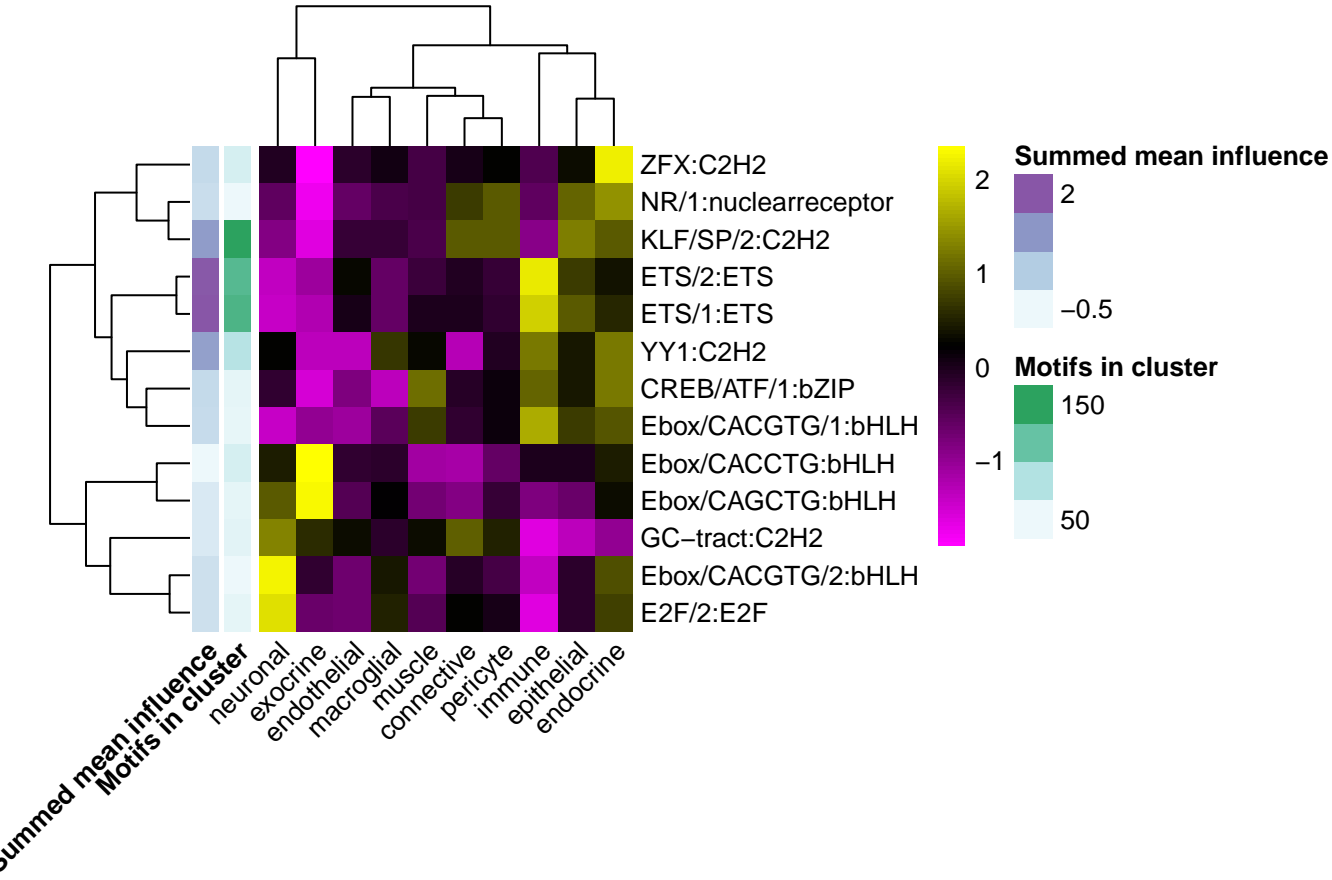 ZFX:C2H2
NR/1:nuclearreceptor
KLF/SP/2:C2H2
ETS/2:ETS
ETS/1:ETS
YY1:C2H2
CREB/ATF/1:bZIP
Ebox/CACGTG/1:bHLH
Ebox/CACCTG:bHLH
Ebox/CAGCTG:bHLH
GC−tract:C2H2
Ebox/CACGTG/2:bHLH
E2F/2:E2F
2
1
0
−1
Summed mean influence
2
−0.5
Motifs in cluster
150
50
Summed mean influence
Motifs in cluster
neuronal
exocrine
endothelial
macroglial
muscle
connective
pericyte
immune
epithelial
endocrine